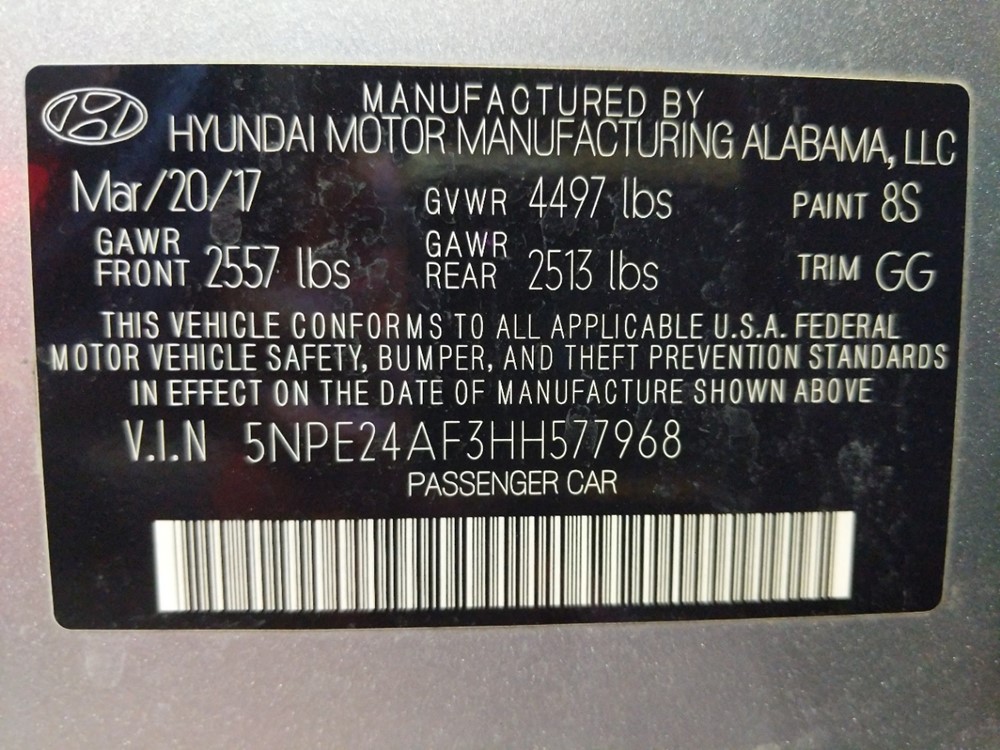 MANUFACTURED BY
HYUNDAI MOTOR MANUFACTURING ALABAMA, LLC
Mar/20/17 GVWR 4497 lbs PAINT 8S
GAWR FRONT 2557 lbs GAWR REAR 2513 lbs TRIM GG
THIS VEHICLE CONFORMS TO ALL APPLICABLE U.S.A. FEDERAL
MOTOR VEHICLE SAFETY, BUMPER, AND THEFT PREVENTION STANDARDS
IN EFFECT ON THE DATE OF MANUFACTURE SHOWN ABOVE
V.I.N 5NPE24AF3HH577968
PASSENGER CAR